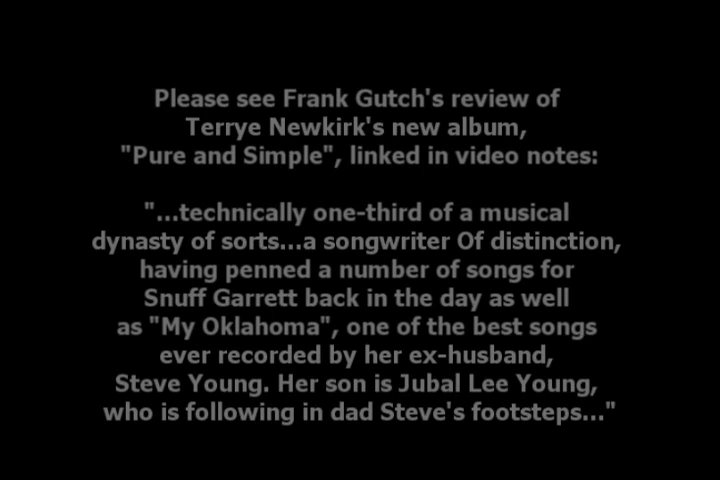 Please see Frank Gutch's review of
Terrye Newkirk's new album,
"Pure and Simple", linked in video notes:
"...technically one-third of a musical
dynasty of sorts...a songwriter Of distinction,
having penned a number of songs for
Snuff Garrett back in the day as well
as "My Oklahoma", one of the best songs
ever recorded by her ex-husband,
Steve Young. Her son is Jubal Lee Young,
who is following in dad Steve's footsteps..."